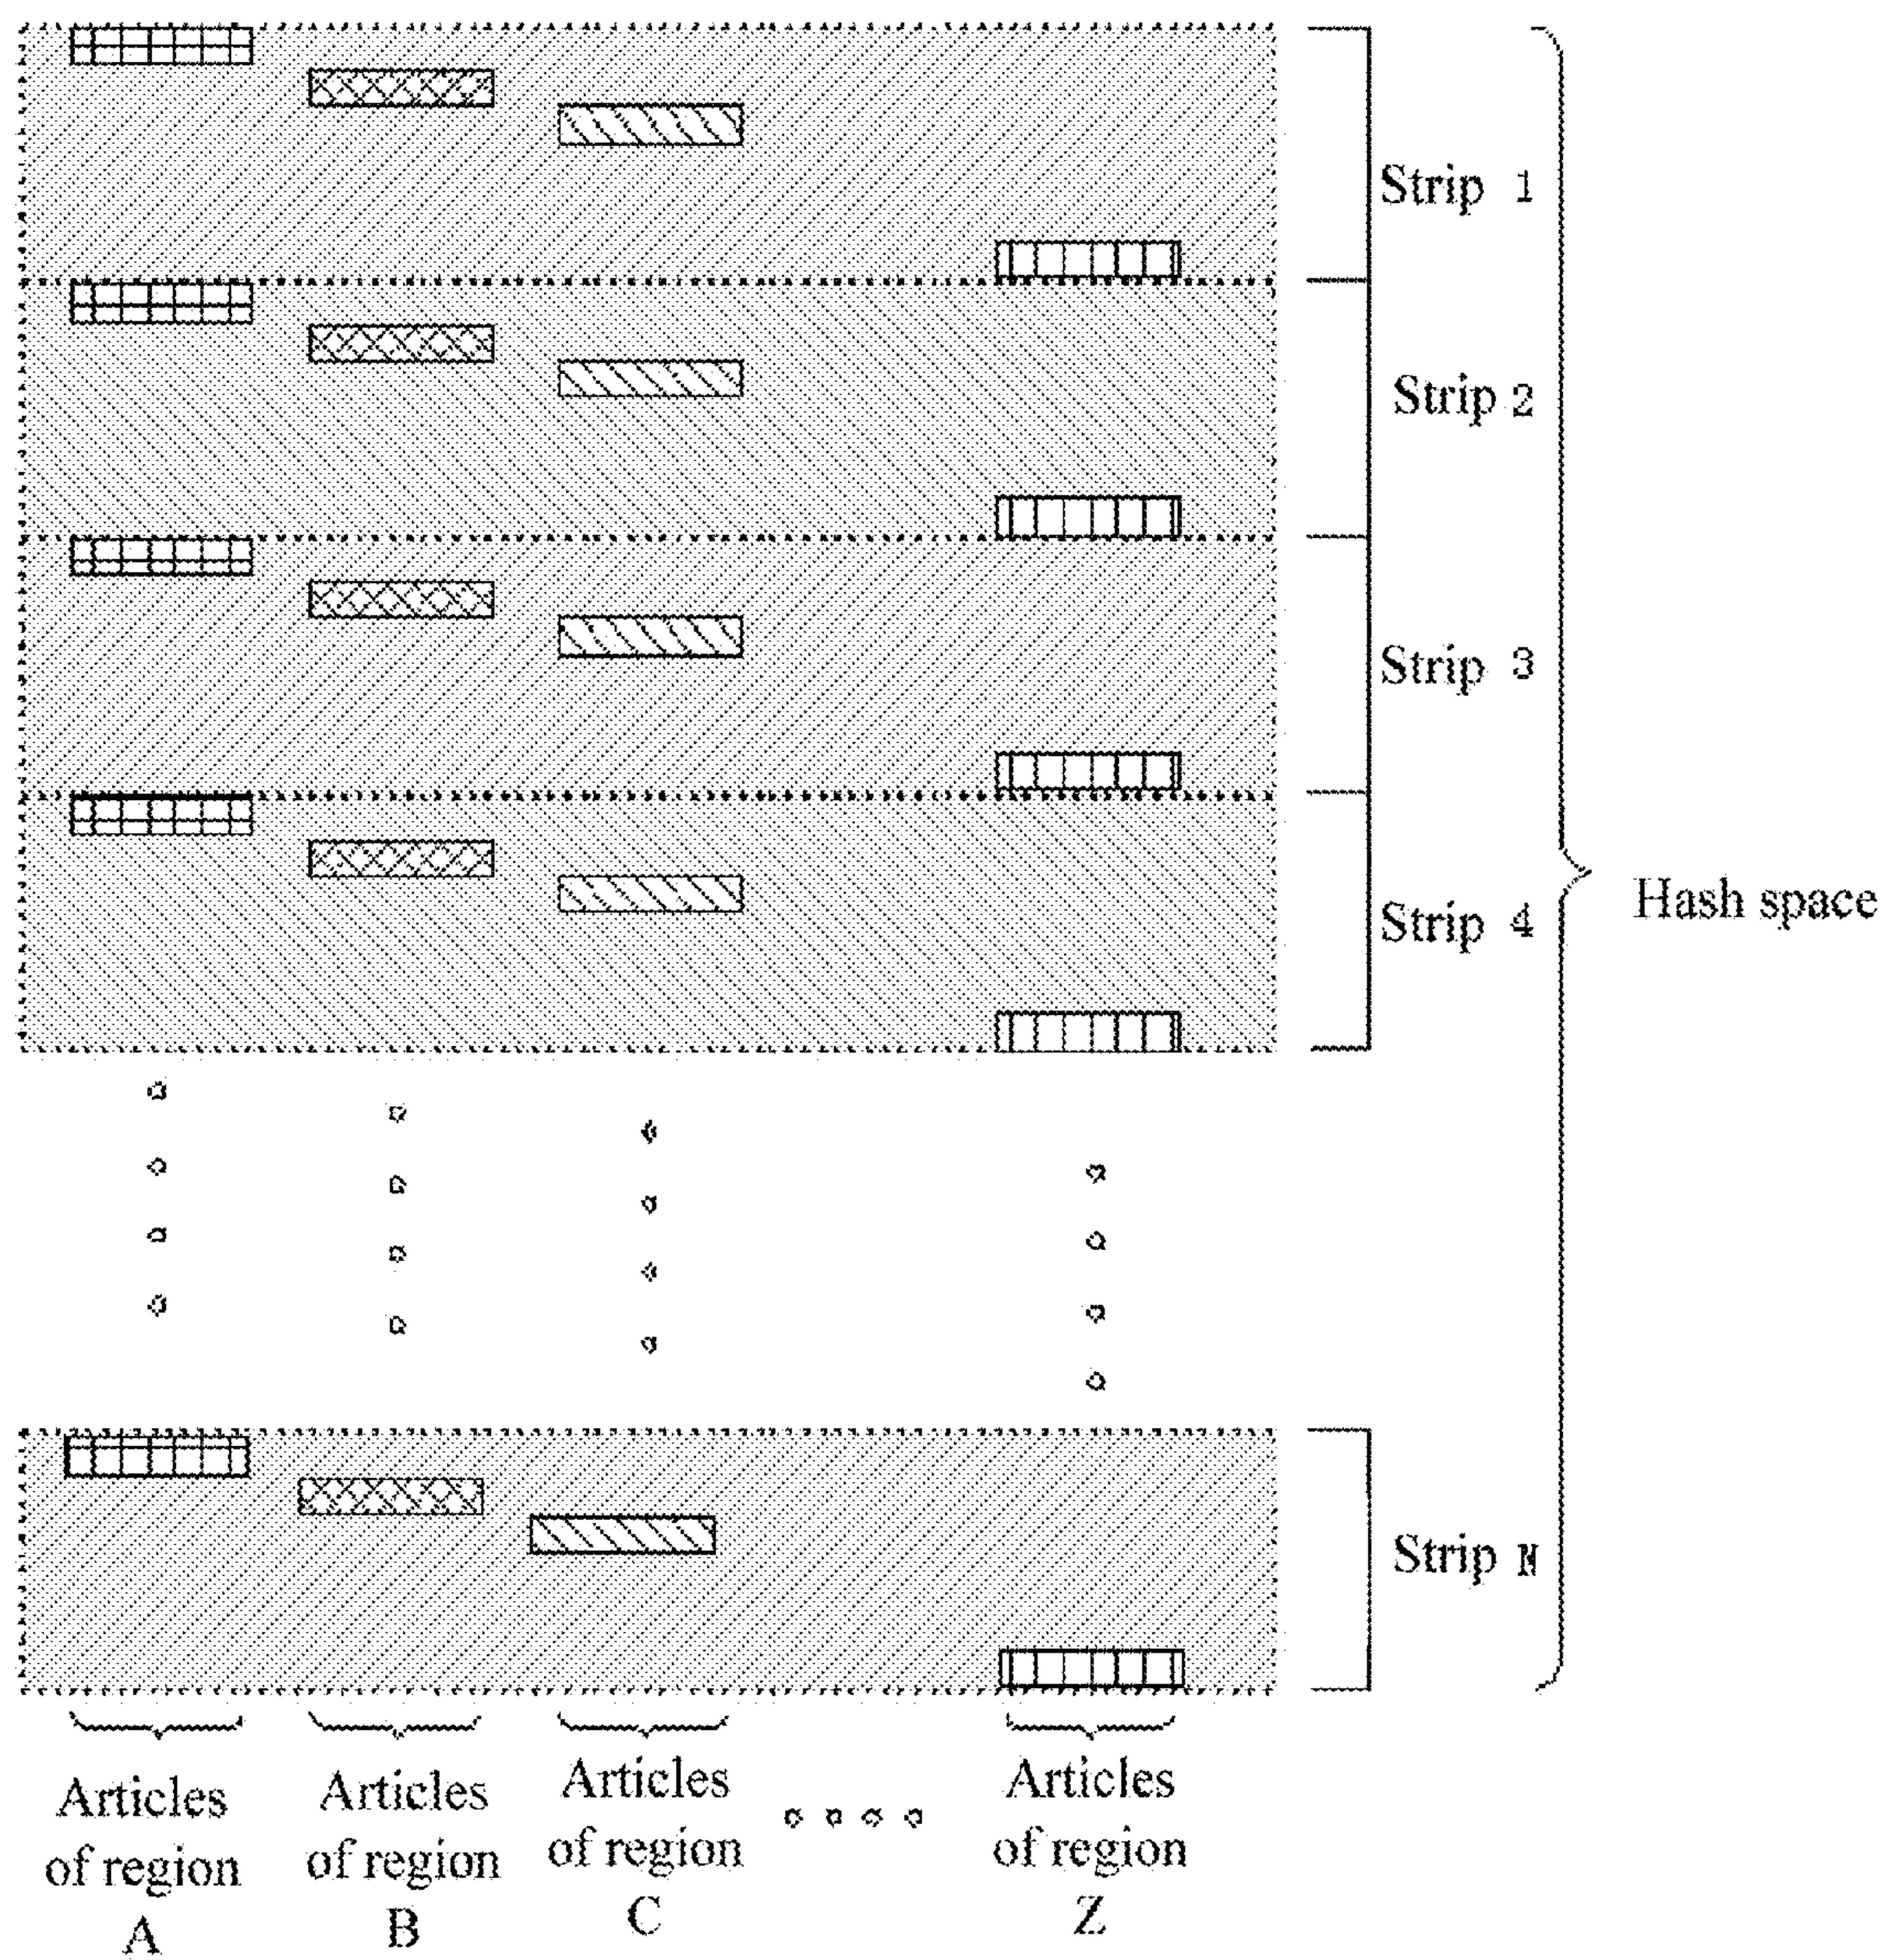 Strip 1
Strip 2
Strip 3
Strip 4
Hash space
Strip N
Articles
of region
A
Articles
of region
B
Articles
of region
C
Articles
of region
Z